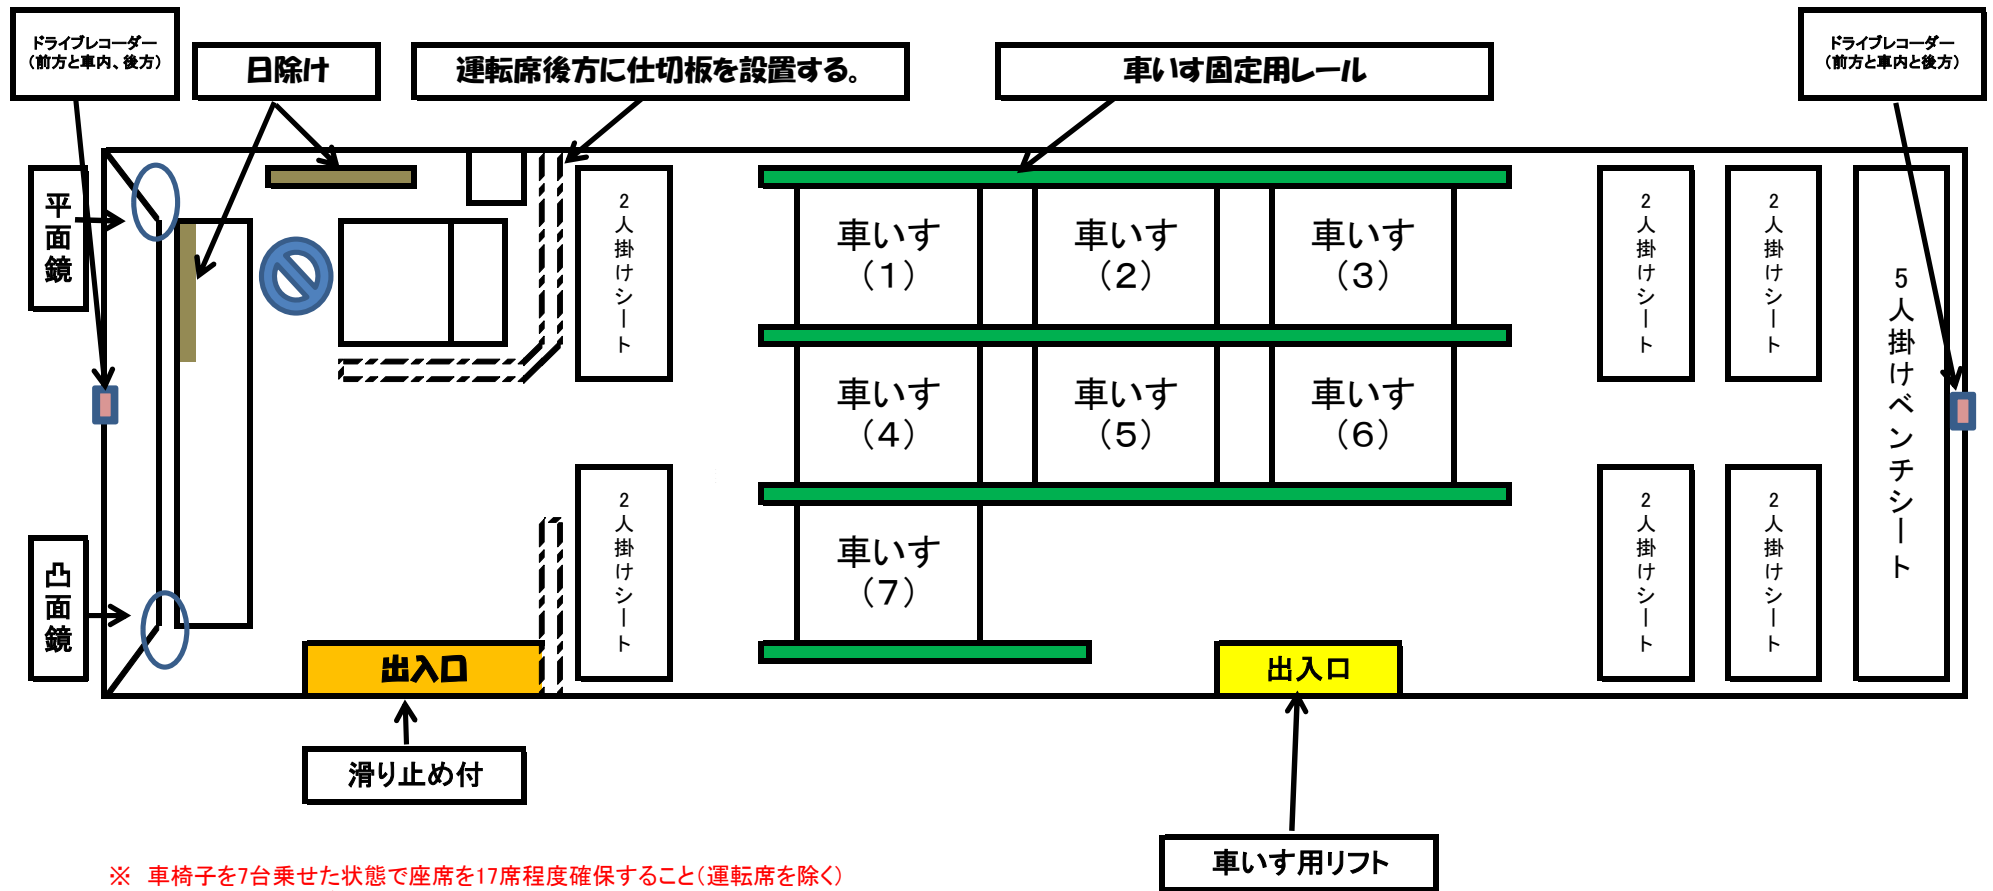 ドライブレコーダー
(前方と車内、後方)
日除け
運転席後方に仕切板を設置する。
車いす固定用レール
ドライブレコーダー
(前方と車内と後方)
平面鏡
2人掛けシート
車いす
(1)
車いす
(2)
車いす
(3)
2人掛けシート
2人掛けシート
5人掛けベンチシート
車いす
(4)
車いす
(5)
車いす
(6)
凸面鏡
2人掛けシート
車いす
(7)
2人掛けシート
2人掛けシート
出入口
出入口
滑り止め付
車いす用リフト
※ 車椅子を7台乗せた状態で座席を17席程度確保すること(運転席を除く)